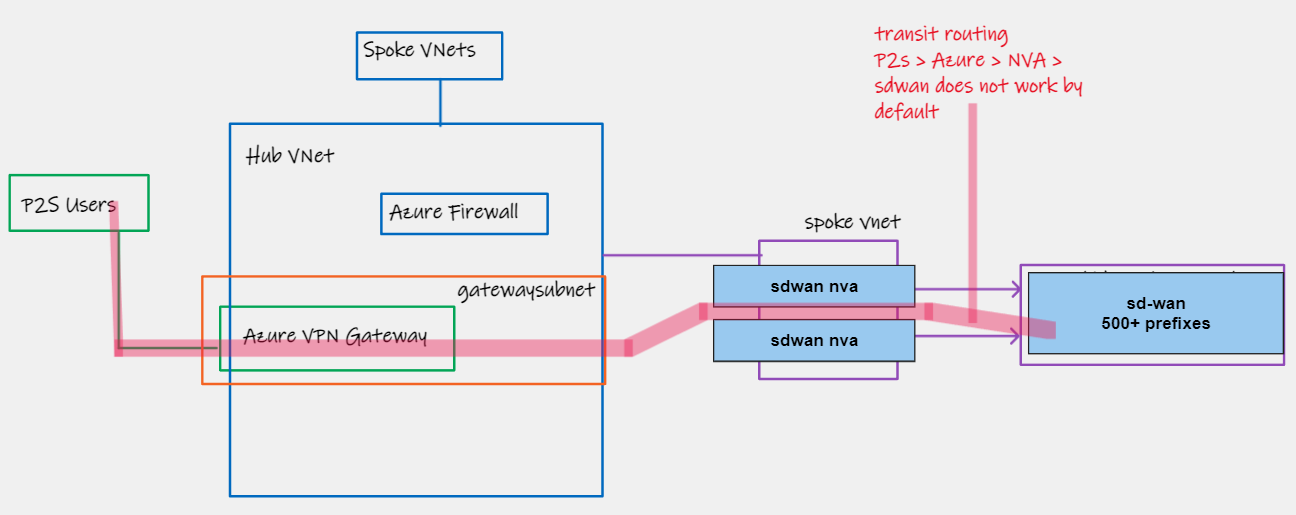 Spoke VNets
Hub VNet
P2S Users
Azure Firewall
gatewaysubnet
Azure VPN Gateway
spoke vnet
sdwan nva
sdwan nva
transit routing
P2s > Azure > NVA >
sdwan does not work by
default
sd-wan
500+ prefixes